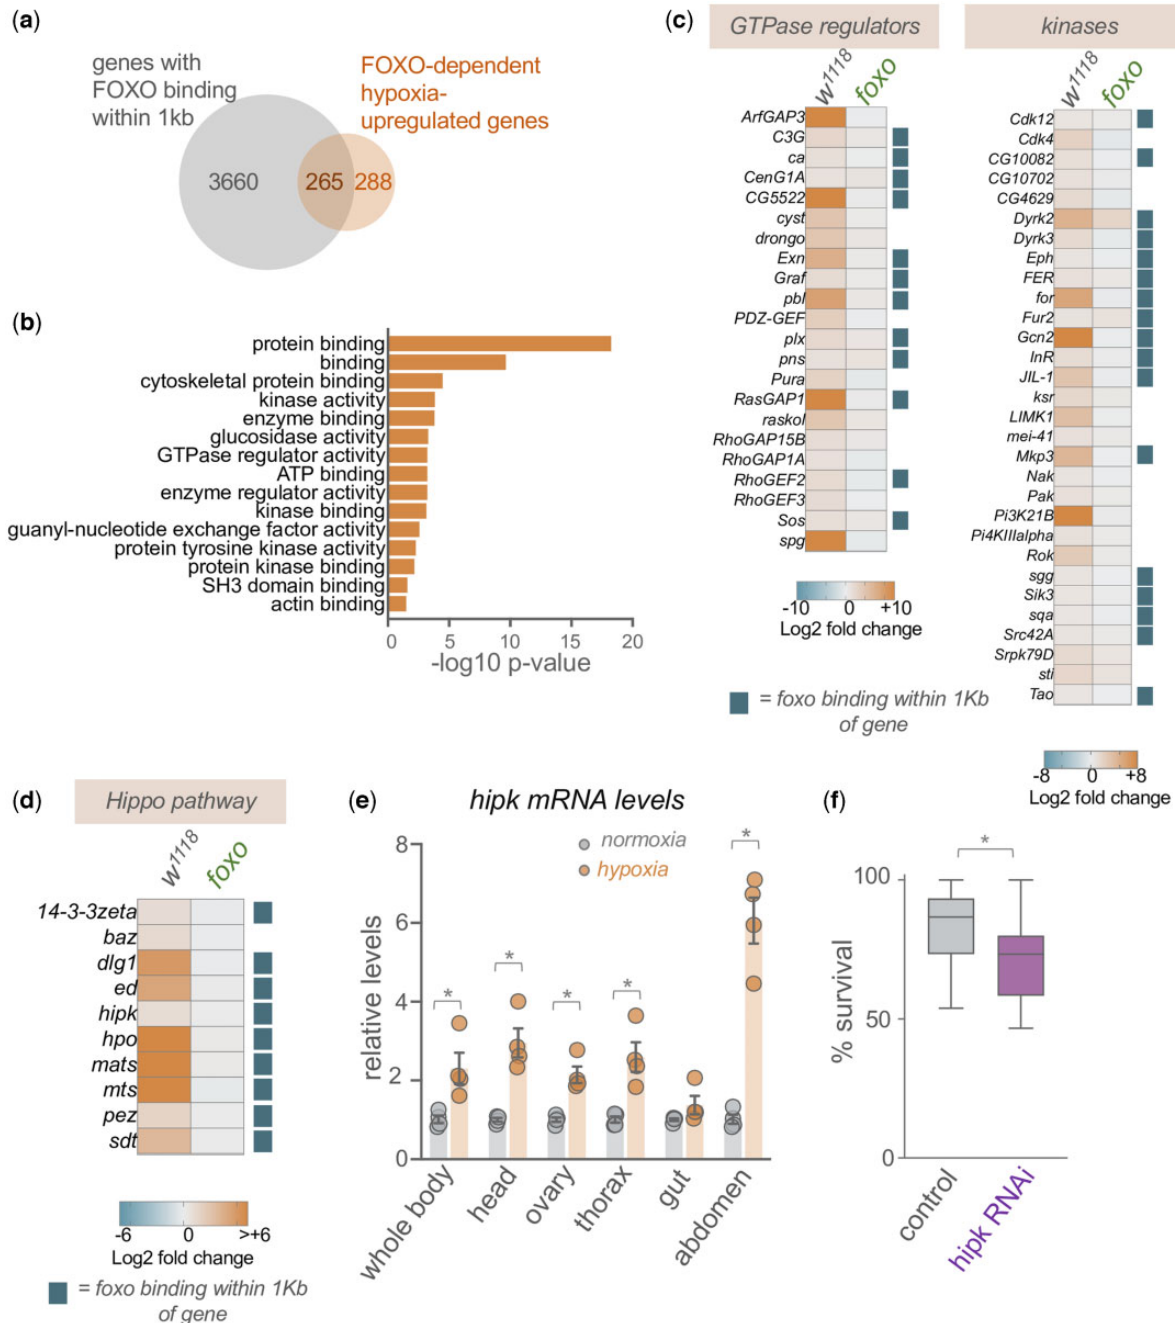 (a)
genes with
FOXO binding
within 1kb
FOXO-dependent
hypoxia-
upregulated genes
3660
265
288
(b)
protein binding
binding
cytoskeletal protein binding
kinase activity
enzyme binding
glucosidase activity
GTPase regulator activity
ATP binding
enzyme regulator activity
kinase binding
guanyl-nucleotide exchange factor activity
protein tyrosine kinase activity
protein kinase binding
SH3 domain binding
actin binding
0 5 10 15 20
-log10 p-value
(c)
GTPase regulators
w1118 foxo
ArfGAP3
C3G
ca
CenG1A
CG5522
cyst
drongo
Exn
Graf
pbl
PDZ-GEF
plx
pns
Pura
RasGAP1
raskol
RhoGAP15B
RhoGAP1A
RhoGEF2
RhoGEF3
Sos
spg
-10 0 +10
Log2 fold change
= foxo binding within 1Kb
of gene
kinases
w1118 foxo
Cdk12
Cdk4
CG10082
CG10702
CG4629
Dyrk2
Dyrk3
Eph
FER
for
Fur2
Gcn2
InR
JIL-1
ksr
LIMK1
mei-41
Mkp3
Nak
Pak
Pi3K21B
Pi4KIIIalpha
Rok
sgg
Sik3
sqa
Src42A
Srpk79D
sti
Tao
-8 0 +8
Log2 fold change
(d)
Hippo pathway
w1118 foxo
14-3-3zeta
baz
dlg1
ed
hipk
hpo
mats
mts
pez
sdt
-6 0 >+6
Log2 fold change
= foxo binding within 1Kb
of gene
(e)
hipk mRNA levels
normoxia
hypoxia
relative levels
8
6
4
2
0
* * * * *
whole body
head
ovary
thorax
gut
abdomen
(f)
*
% survival
100
50
0
control
hipk RNAi